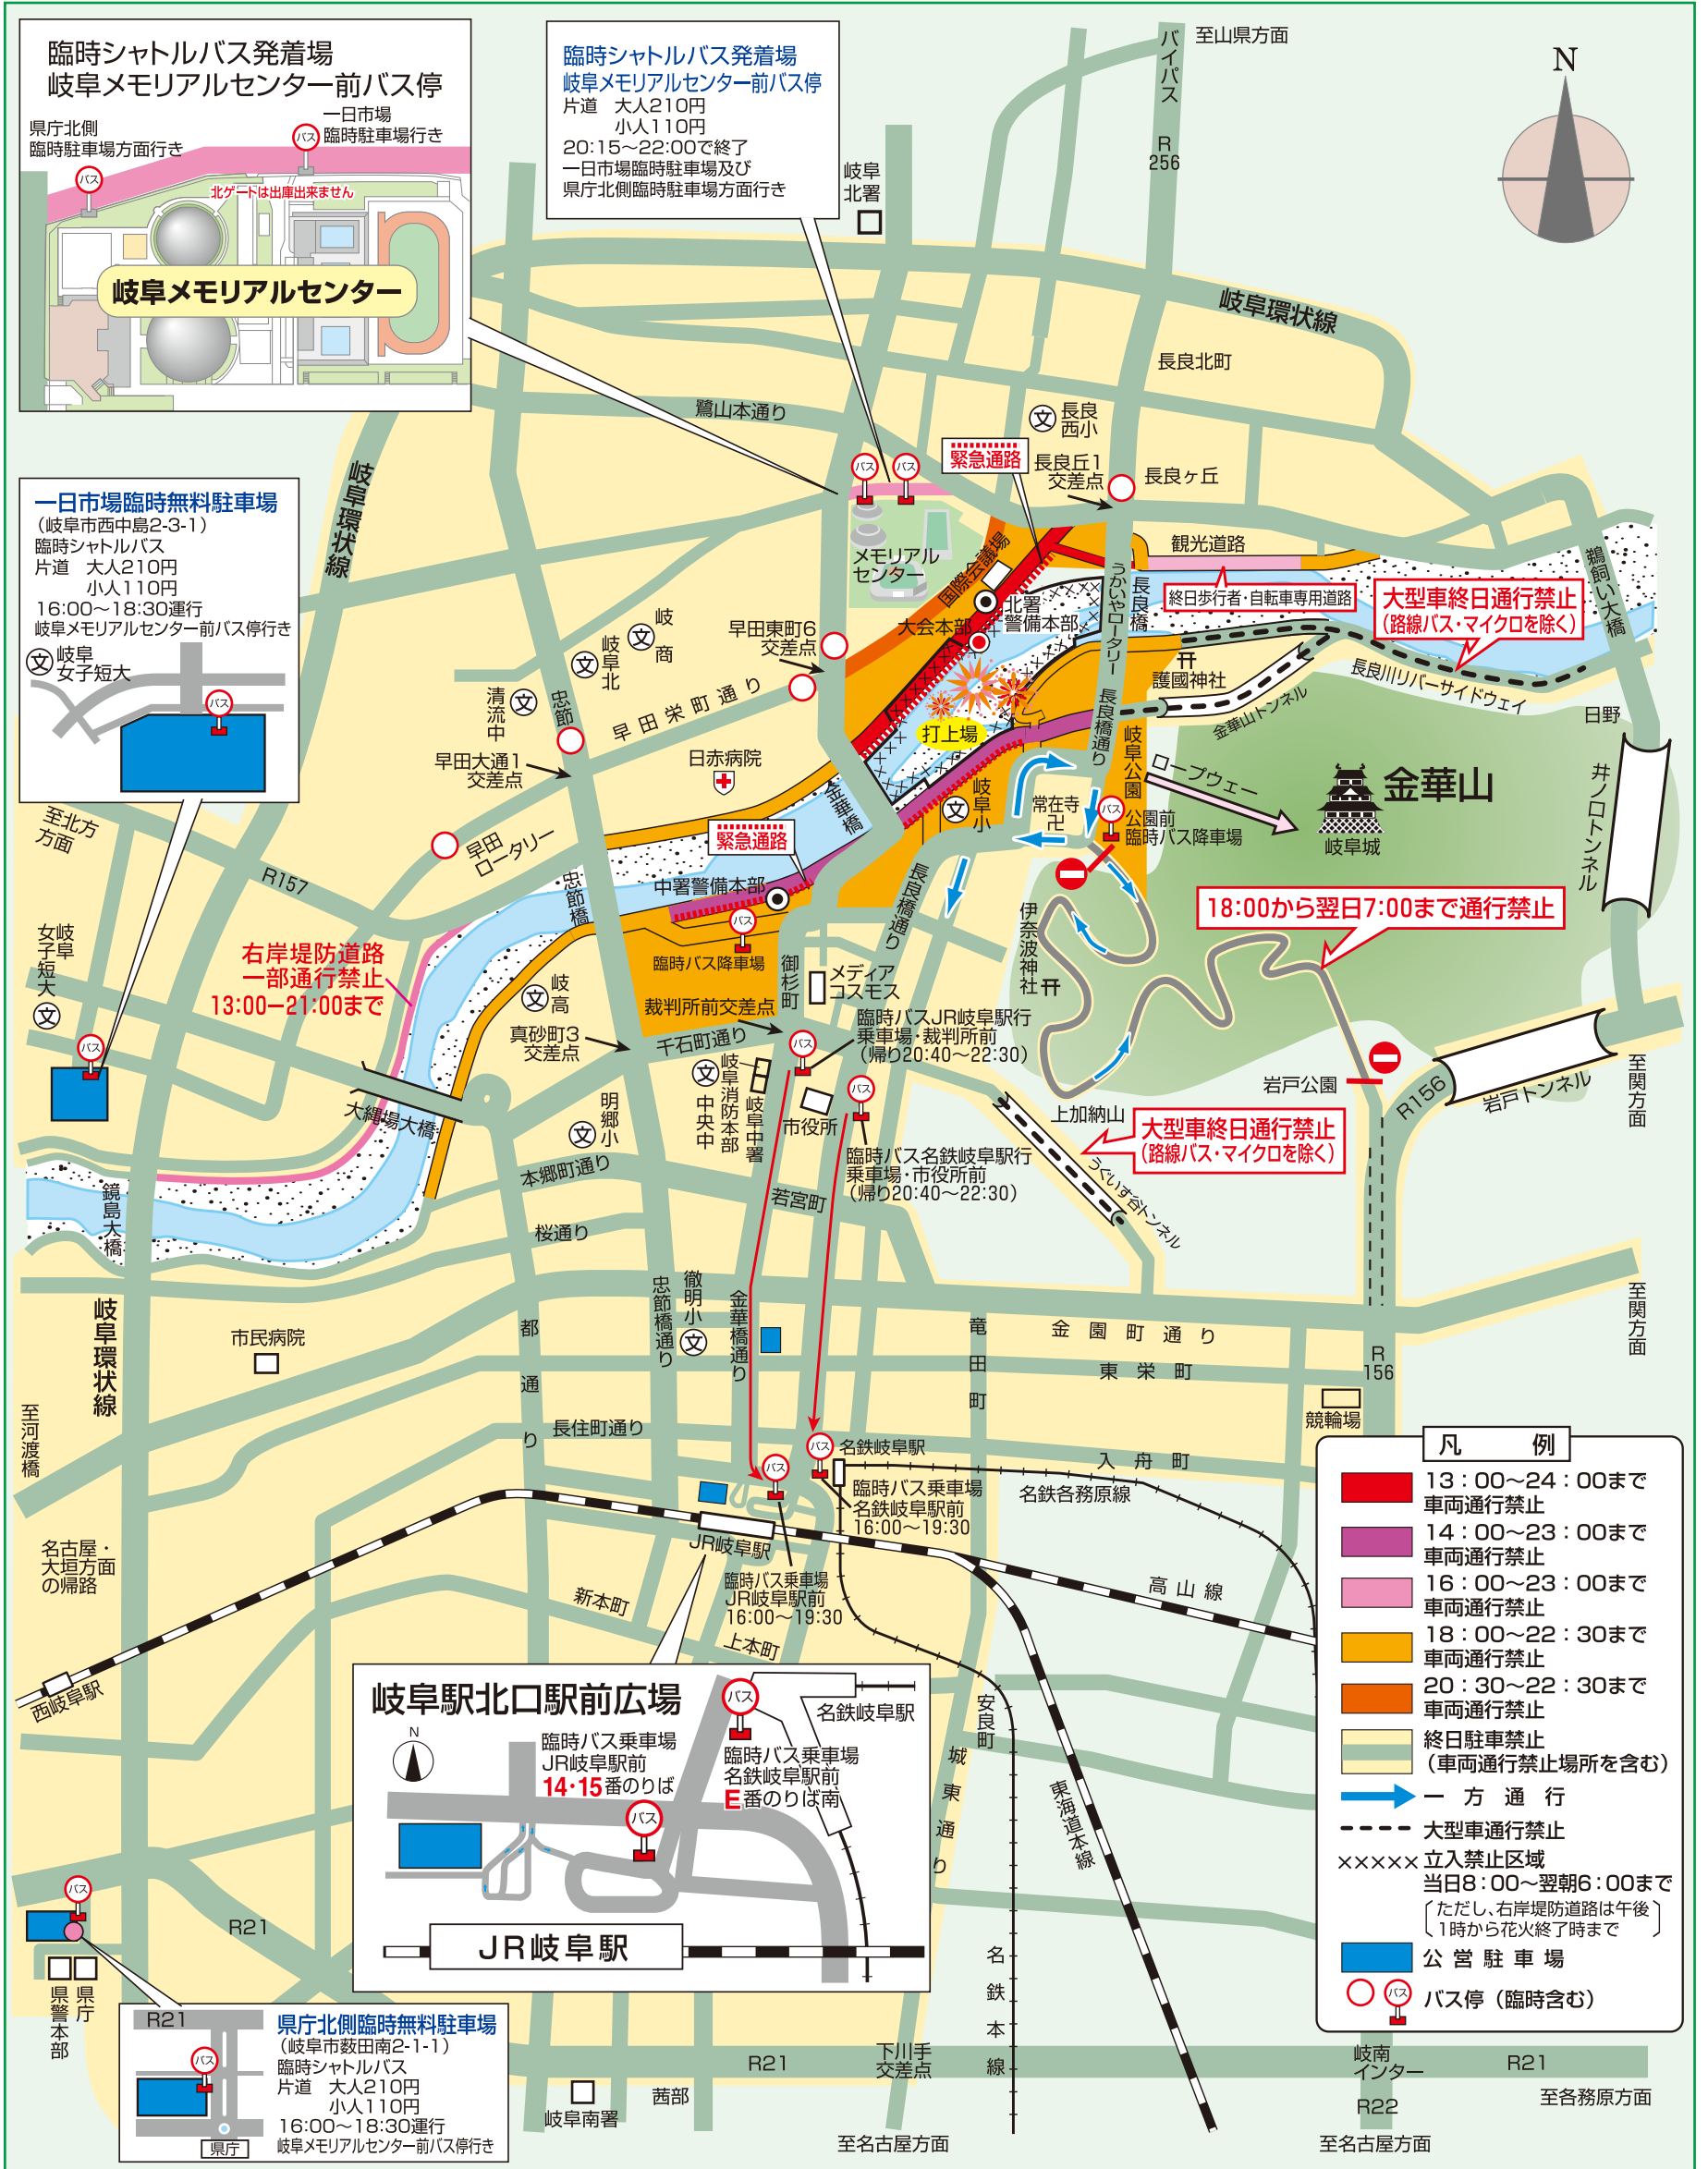 臨時シャトルバス発着場
岐阜メモリアルセンター前バス停
県庁北側
臨時駐車場方面行き
一日市場
臨時駐車場行き
バス
バス
北ゲートは出庫出来ません
岐阜メモリアルセンター
臨時シャトルバス発着場
岐阜メモリアルセンター前バス停
片道 大人210円
小人110円
20:15～22:00で終了
一日市場臨時駐車場及び
県庁北側臨時駐車場方面行き
岐阜
北署
バイパス
R
256
至山県方面
N
岐阜環状線
長良北町
鷺山本通り
文
長良
西小
緊急通路
長良丘1
交差点
長良ヶ丘
バス
バス
岐阜環状線
一日市場臨時無料駐車場
（岐阜市西中島2-3-1）
臨時シャトルバス
片道 大人210円
小人110円
16:00～18:30運行
岐阜メモリアルセンター前バス停行き
文
岐阜
女子短大
バス
メモリアル
センター
国際会議場
観光道路
終日歩行者・自転車専用道路
大型車終日通行禁止
（路線バス・マイクロを除く）
鵜飼い大橋
うかいやロータリー
長良橋
北署
警備本部
大会本部
早田東町6
交差点
岐商
文
岐阜北
文
清流中
文
忠節
早田栄町通り
早田大通1
交差点
日赤病院
打上場
護國神社
長良川リバーサイドウェイ
金華山トンネル
日野
長良橋通り
岐阜公園
ロープウェー
金華山
岐阜城
井ノ口トンネル
バス
公園前
臨時バス降車場
常在寺
文
岐阜小
金華橋
早田
ロータリー
至北方
方面
R157
緊急通路
中署警備本部
忠節橋
バス
臨時バス降車場
長良橋通り
伊奈波神社
18:00から翌日7:00まで通行禁止
岐阜
女子短大
文
バス
右岸堤防道路
一部通行禁止
13:00–21:00まで
岐高
文
御杉町
メディア
コスモス
裁判所前交差点
真砂町3
交差点
千石町通り
バス
臨時バスJR岐阜駅行
乗車場・裁判所前
（帰り20:40～22:30）
文
中央中
岐阜消防本部
岐阜中署
市役所
バス
臨時バス名鉄岐阜駅行
乗車場・市役所前
（帰り20:40～22:30）
上加納山
岩戸公園
R156
岩戸トンネル
至関方面
大型車終日通行禁止
（路線バス・マイクロを除く）
うぐいす谷トンネル
大縄場大橋
明郷小
文
本郷町通り
若宮町
鏡島大橋
桜通り
岐阜環状線
市民病院
都通り
忠節橋通り
徹明小
文
金華橋通り
竜田町
金園町通り
東栄町
R
156
至関方面
競輪場
至河渡橋
長住町通り
バス
名鉄岐阜駅
入舟町
名鉄各務原線
臨時バス乗車場
名鉄岐阜駅前
16:00～19:30
バス
JR岐阜駅
臨時バス乗車場
JR岐阜駅前
16:00～19:30
名古屋・
大垣方面
の帰路
新本町
上本町
高山線
西岐阜駅
岐阜駅北口駅前広場
N
臨時バス乗車場
JR岐阜駅前
14・15番のりば
バス
バス
名鉄岐阜駅
臨時バス乗車場
名鉄岐阜駅前
E番のりば南
JR岐阜駅
安良町
城東通り
東海道本線
名鉄本線
凡例
13：00～24：00まで
車両通行禁止
14：00～23：00まで
車両通行禁止
16：00～23：00まで
車両通行禁止
18：00～22：30まで
車両通行禁止
20：30～22：30まで
車両通行禁止
終日駐車禁止
（車両通行禁止場所を含む）
一方通行
大型車通行禁止
立入禁止区域
当日8：00～翌朝6：00まで
ただし、右岸堤防道路は午後
1時から花火終了時まで
公営駐車場
バス
バス停（臨時含む）
バス
R21
県庁
県警本部
R21
県庁北側臨時無料駐車場
（岐阜市薮田南2-1-1）
臨時シャトルバス
片道 大人210円
小人110円
16:00～18:30運行
岐阜メモリアルセンター前バス停行き
バス
県庁
岐阜南署
茜部
R21
下川手
交差点
至名古屋方面
岐南
インター
R22
R21
至各務原方面
至名古屋方面